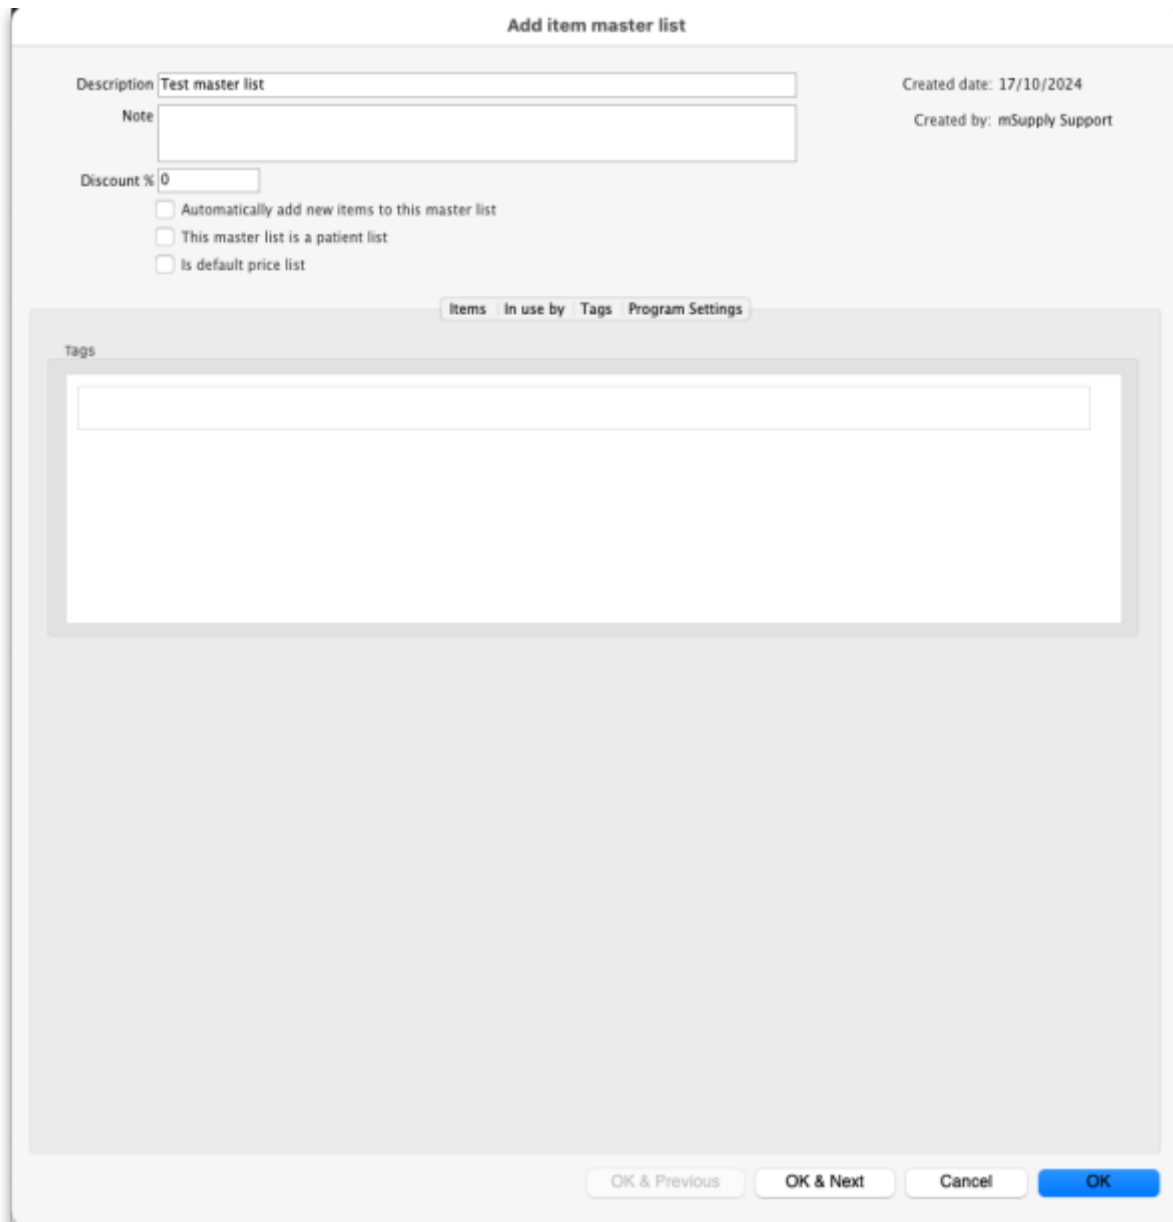 Add item master list
Description Test master list
Created date: 17/10/2024
Note
Created by: mSupply Support
Discount % 0
Automatically add new items to this master list
This master list is a patient list
Is default price list
Items In use by Tags Program Settings
Tags
OK & Previous OK & Next Cancel OK